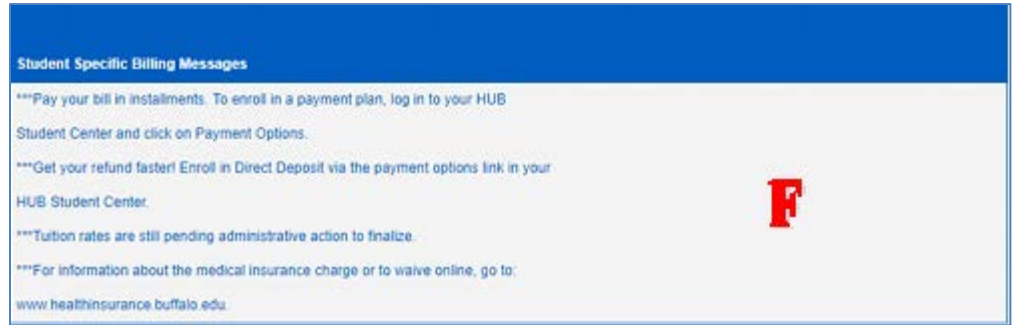 Student Specific Billing Messages
***Pay your bill in installments. To enroll in a payment plan, log in to your HUB
Student Center and click on Payment Options.
***Get your refund faster! Enroll in Direct Deposit via the payment options link in your
HUB Student Center.
F
***Tuition rates are still pending administrative action to finalize.
***For information about the medical insurance charge or to waive online, go to:
www.healthinsurance.buffalo.edu.